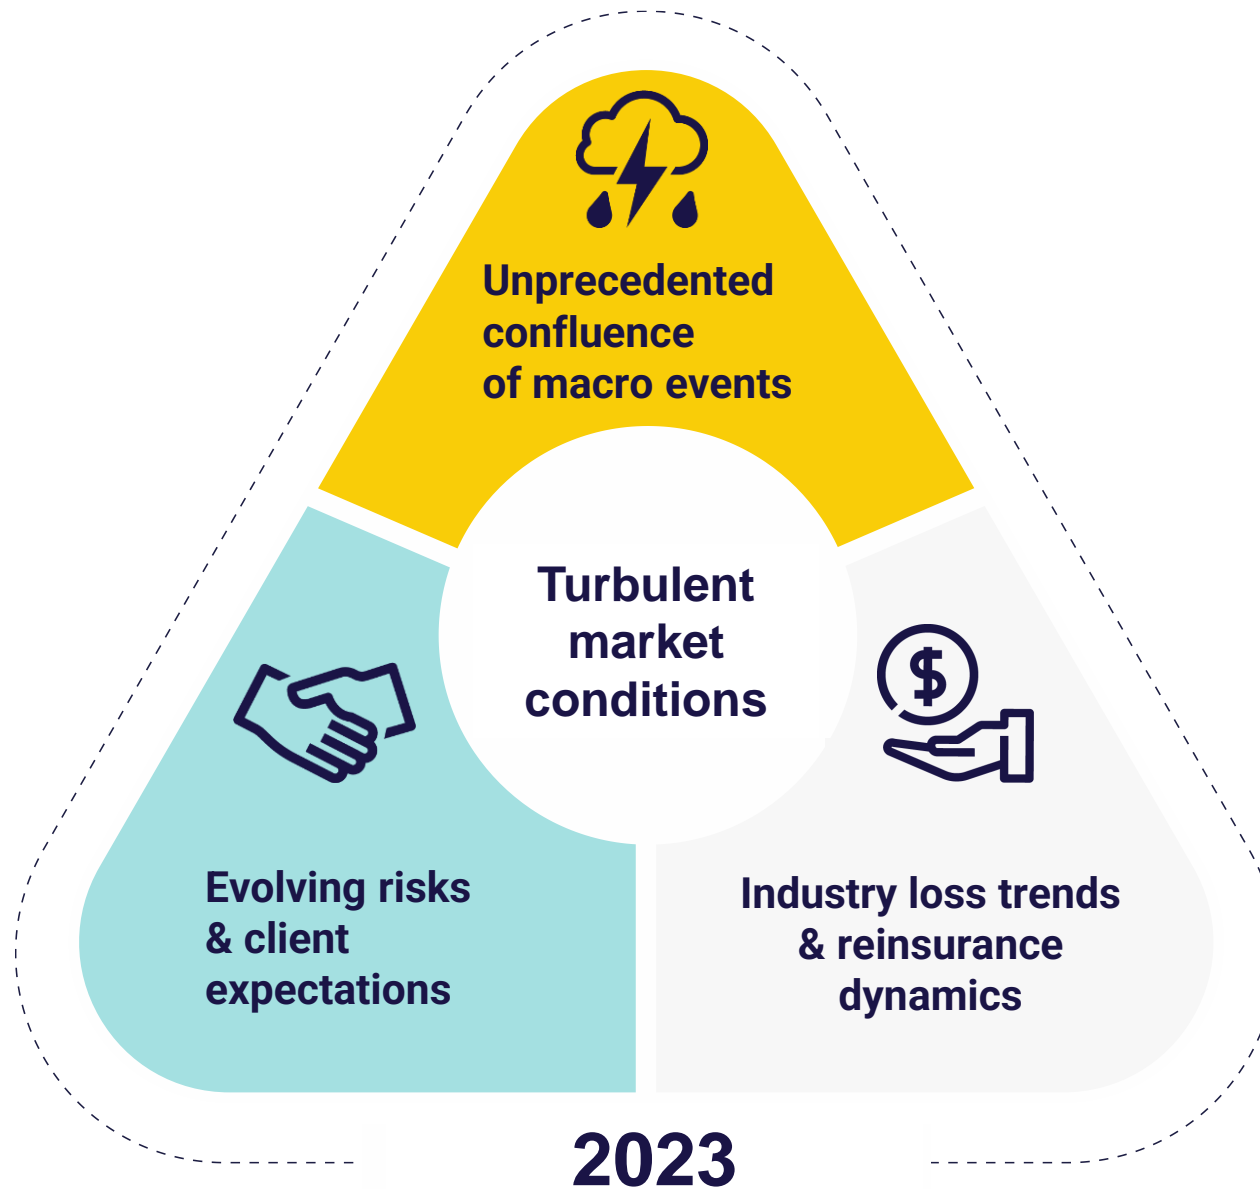 Unprecedented
confluence
of macro events
Turbulent
market
conditions
$
Evolving risks
& client
expectations
Industry loss trends
& reinsurance
dynamics
2023